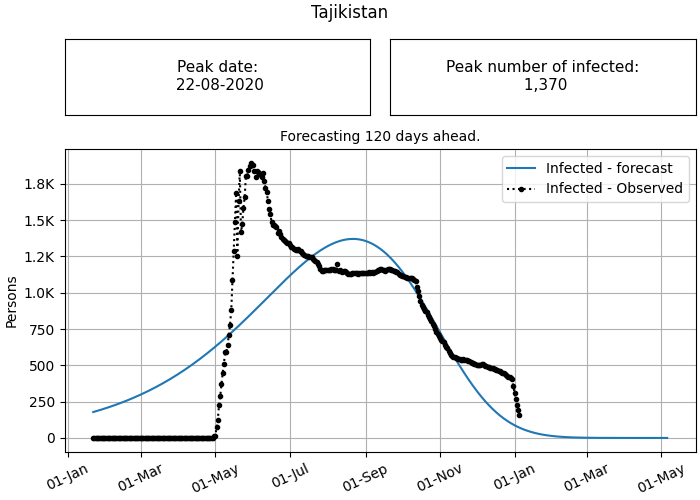 Tajikistan
Peak date:
22-08-2020
Peak number of infected:
1,370
Forecasting 120 days ahead.
Infected - forecast
Infected - Observed
Persons
1.8K
1.5K
1.2K
1.0K
750
500
250
0
01-Jan
01-Mar
01-May
01-Jul
01-Sep
01-Nov
01-Jan
01-Mar
01-May